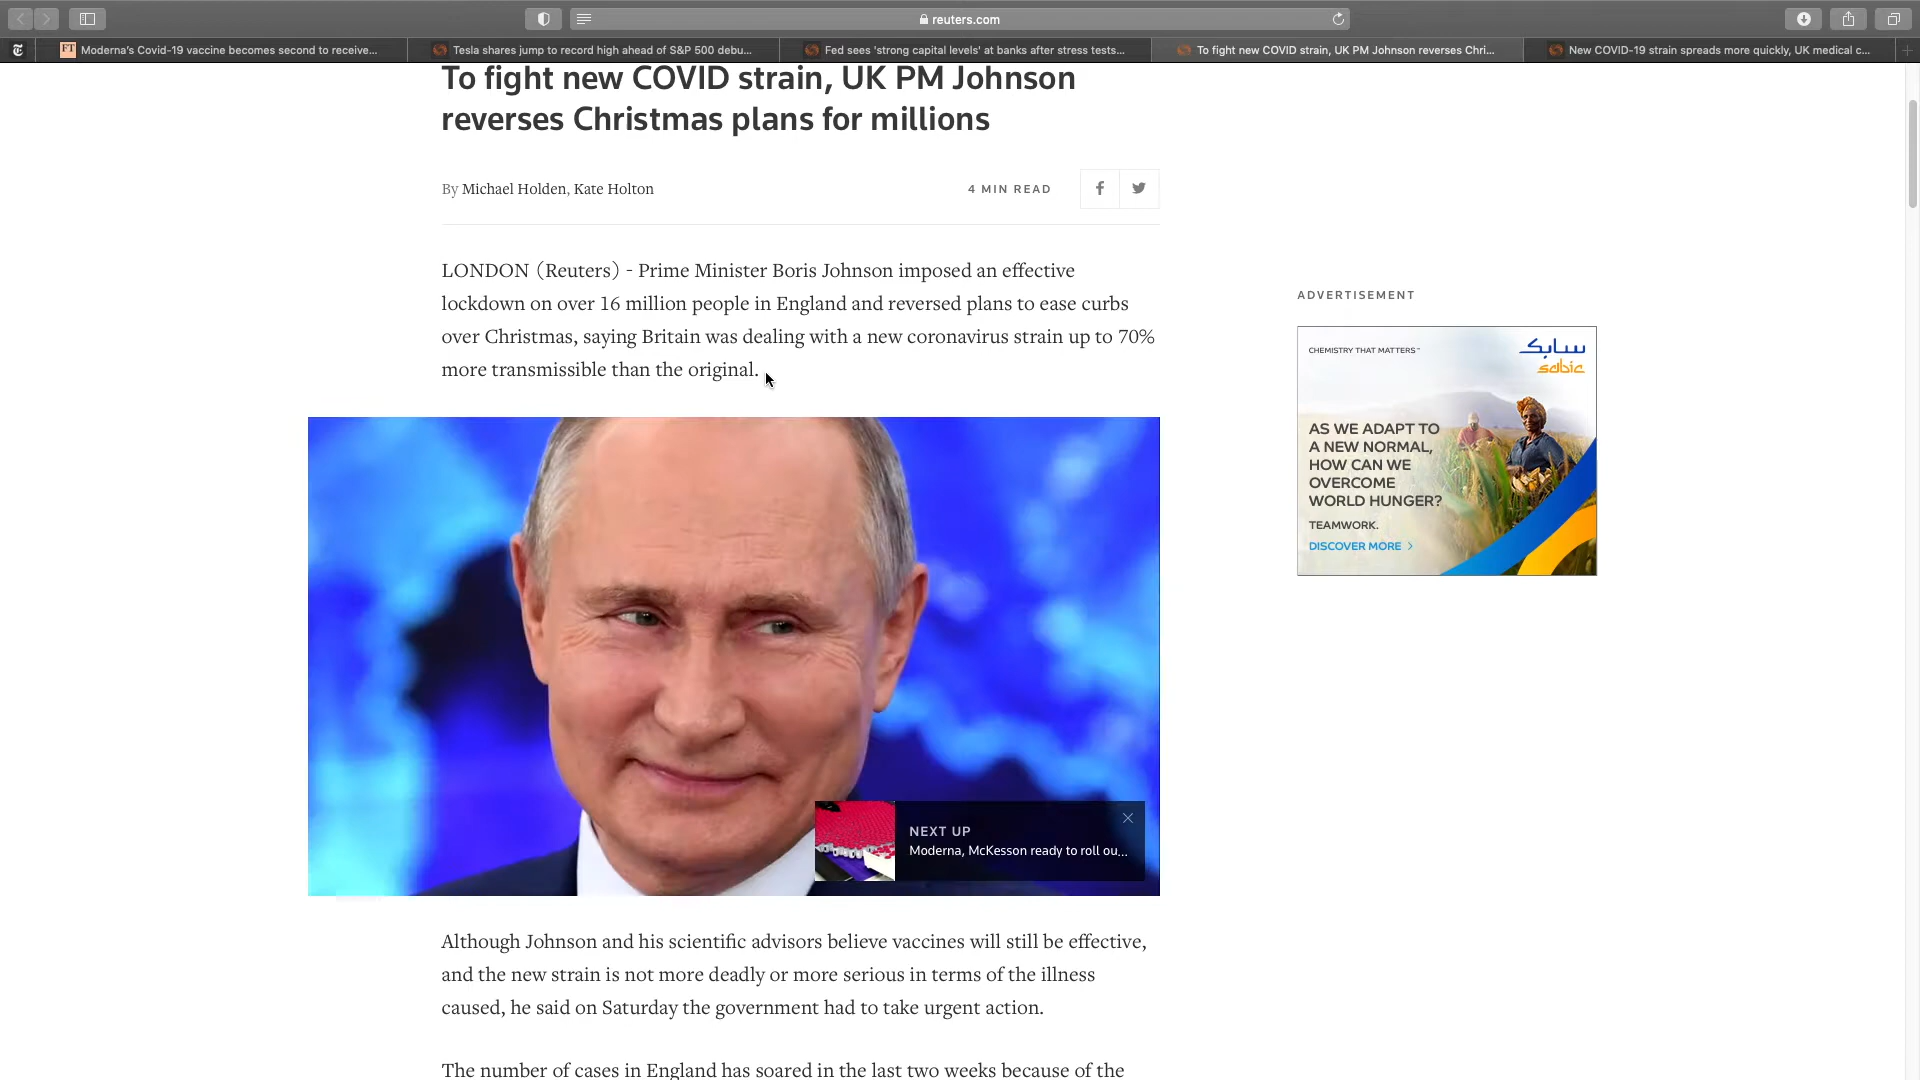 reuters.com
FT Moderna's Covid-19 vaccine becomes second to receive...
Tesla shares jump to record high ahead of S&P 500 debu...
Fed sees 'strong capital levels' at banks after stress tests...
To fight new COVID strain, UK PM Johnson reverses Chri...
New COVID-19 strain spreads more quickly, UK medical c...
To fight new COVID strain, UK PM Johnson
reverses Christmas plans for millions
By Michael Holden, Kate Holton
4 MIN READ
LONDON (Reuters) - Prime Minister Boris Johnson imposed an effective
lockdown on over 16 million people in England and reversed plans to ease curbs
over Christmas, saying Britain was dealing with a new coronavirus strain up to 70%
more transmissible than the original.
ADVERTISEMENT
CHEMISTRY THAT MATTERS™
سابك
sabic
AS WE ADAPT TO
A NEW NORMAL,
HOW CAN WE
OVERCOME
WORLD HUNGER?
TEAMWORK.
DISCOVER MORE >
NEXT UP
Moderna, McKesson ready to roll ou...
Although Johnson and his scientific advisors believe vaccines will still be effective,
and the new strain is not more deadly or more serious in terms of the illness
caused, he said on Saturday the government had to take urgent action.
The number of cases in England has soared in the last two weeks because of the